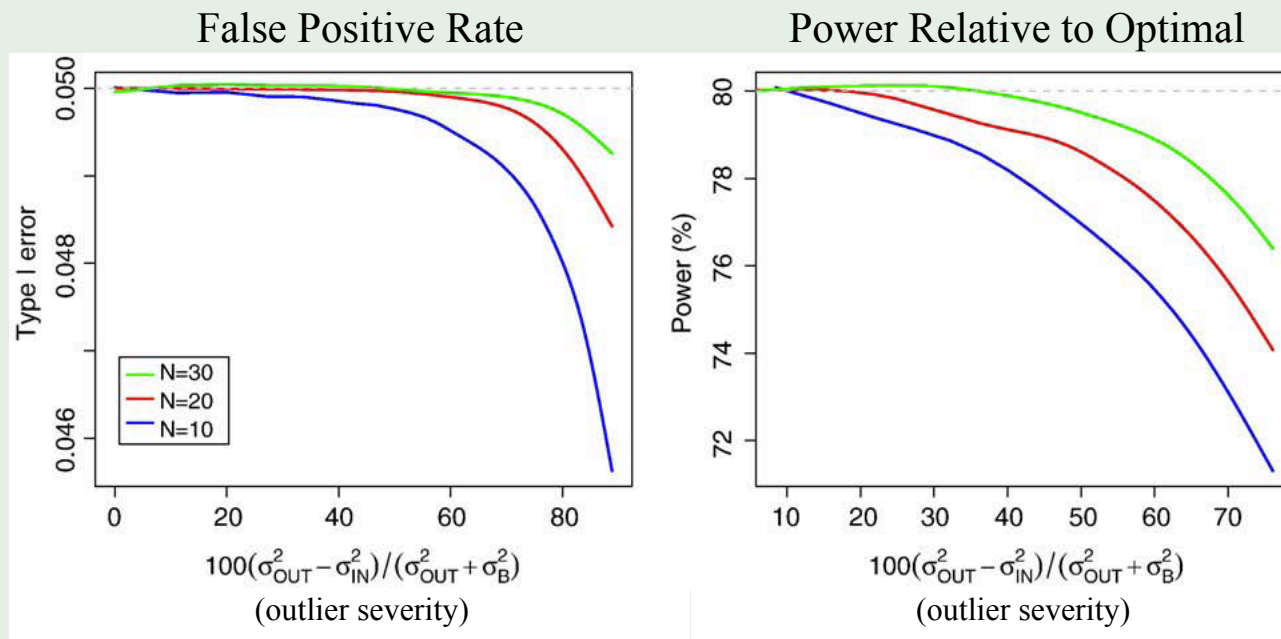 False Positive Rate
Type I error
0.050
0.048
0.046
N=30
N=20
N=10
0 20 40 60 80
100(σ²OUT − σ²IN)/(σ²OUT + σ²B)
(outlier severity)
Power Relative to Optimal
Power (%)
80
78
76
74
72
10 20 30 40 50 60 70
100(σ²OUT − σ²IN)/(σ²OUT + σ²B)
(outlier severity)